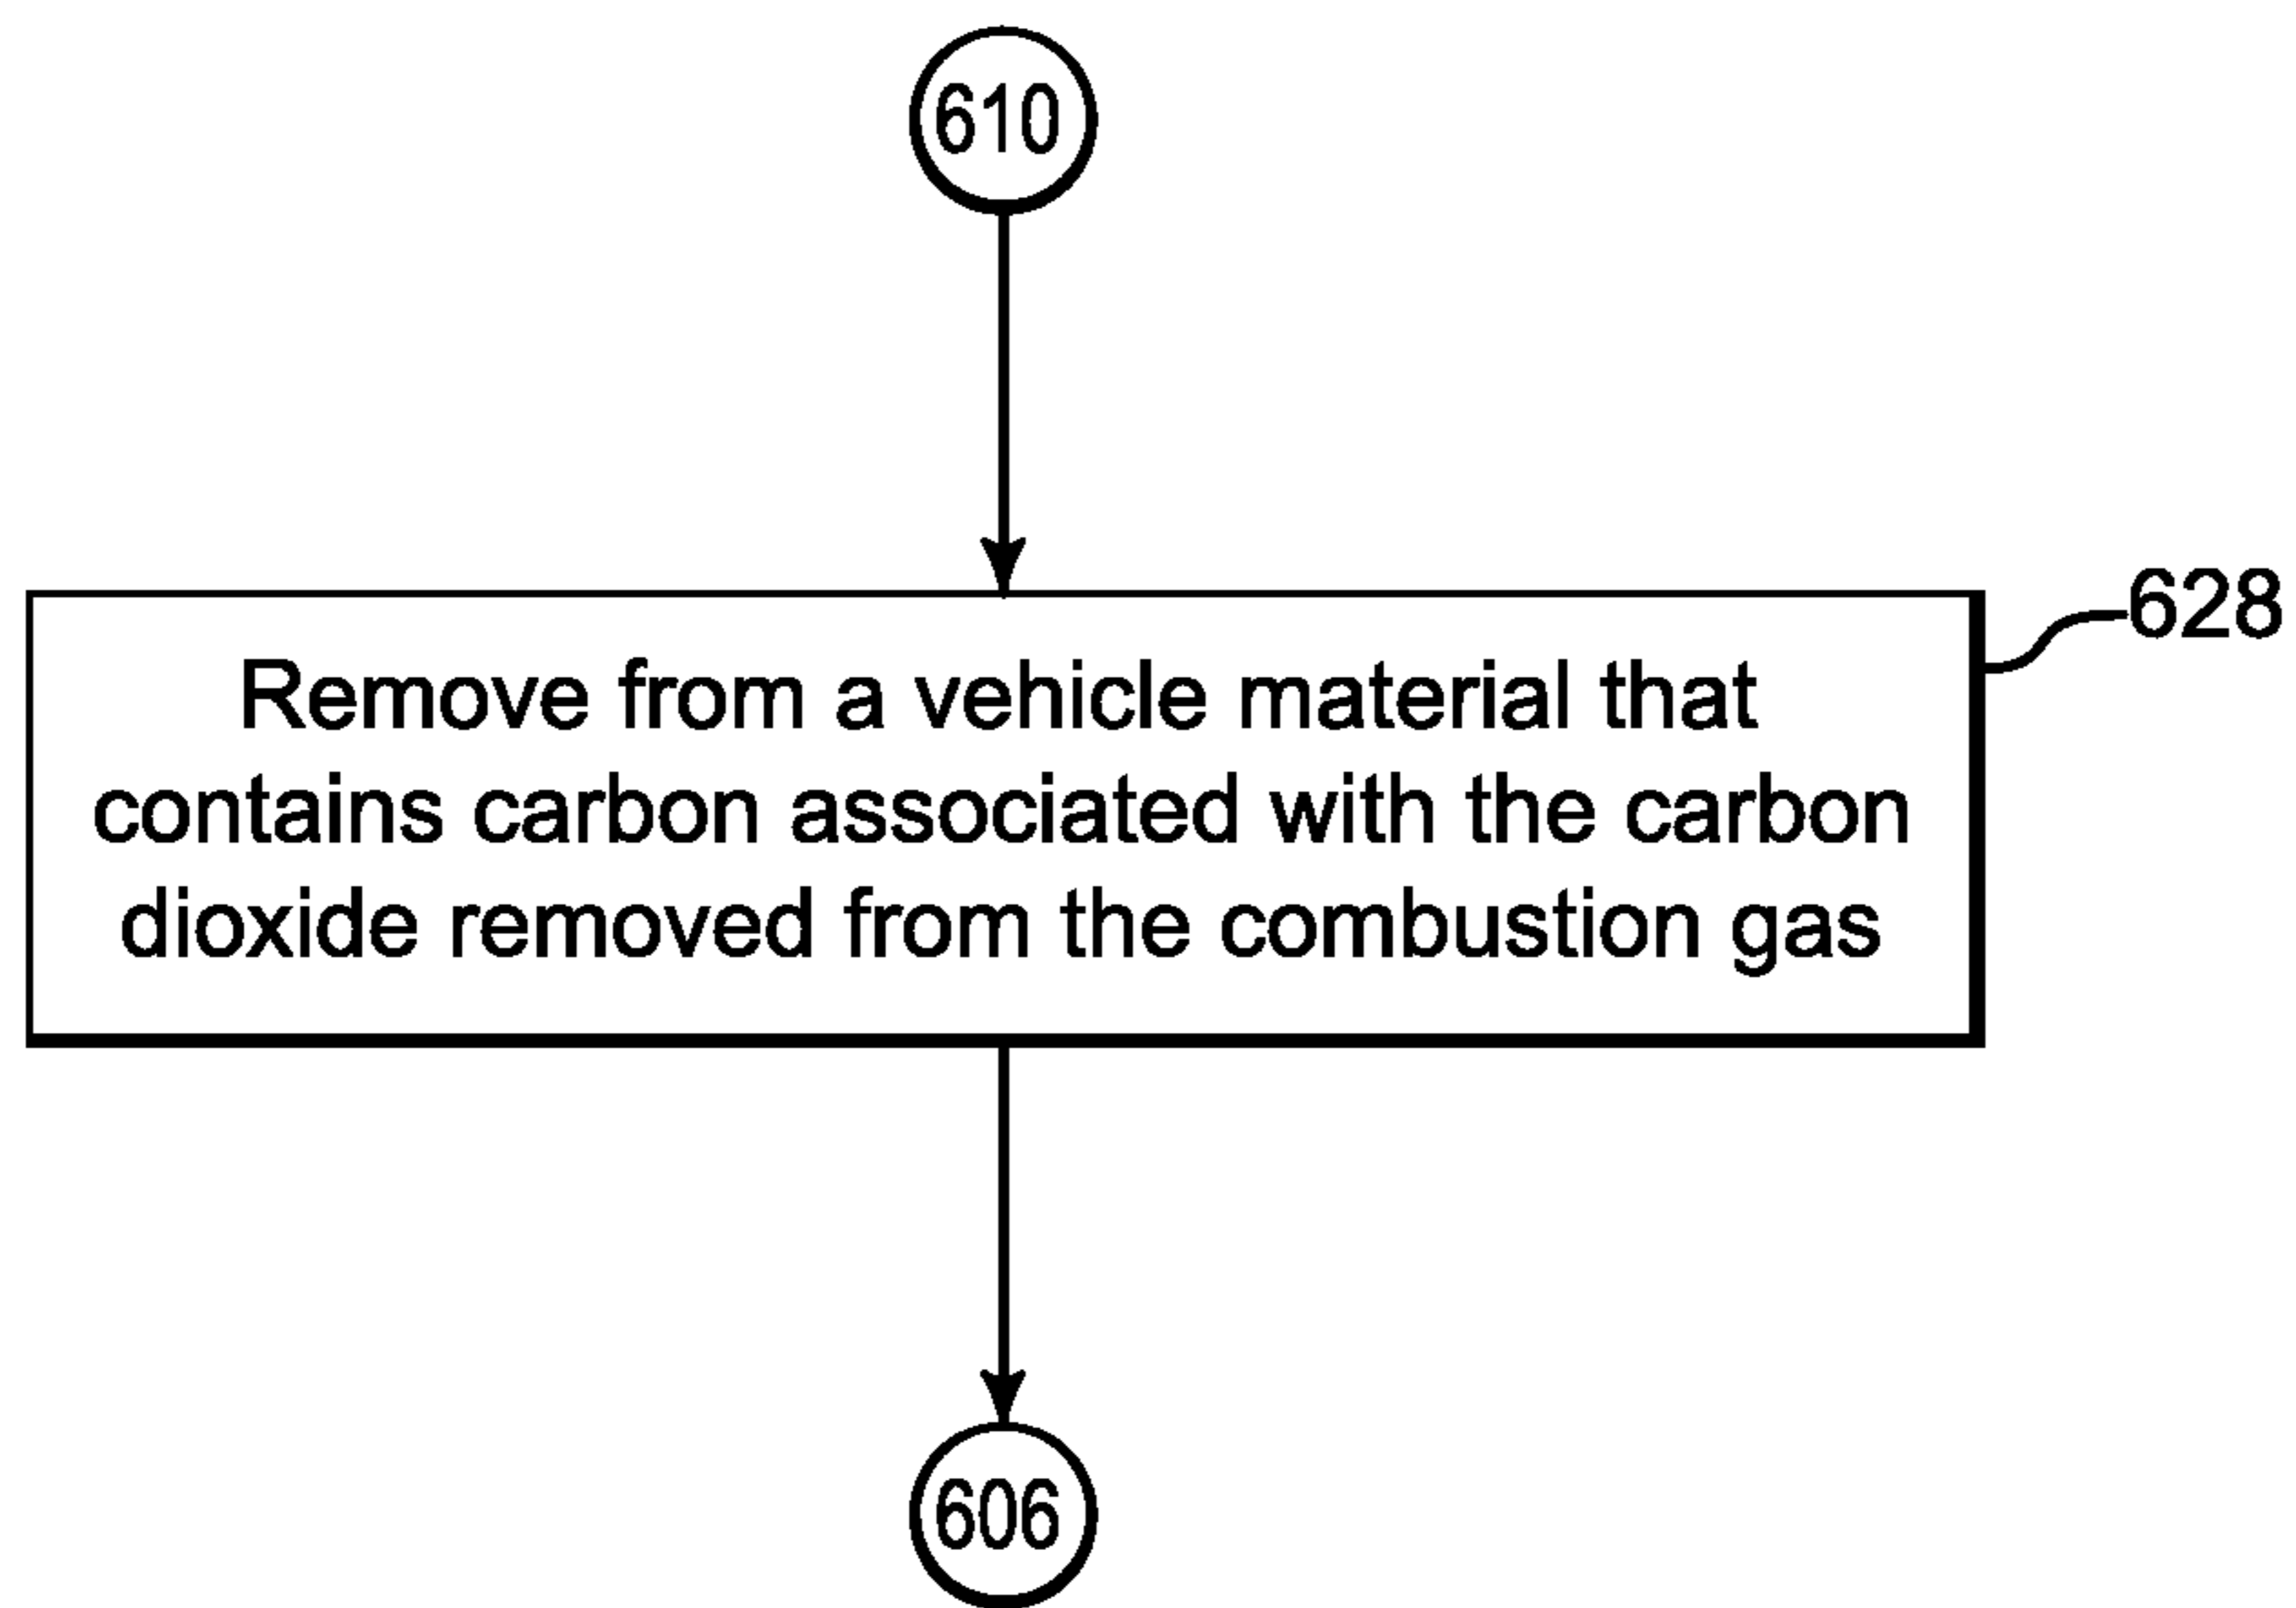 610
628
Remove from a vehicle material that
contains carbon associated with the carbon
dioxide removed from the combustion gas
606